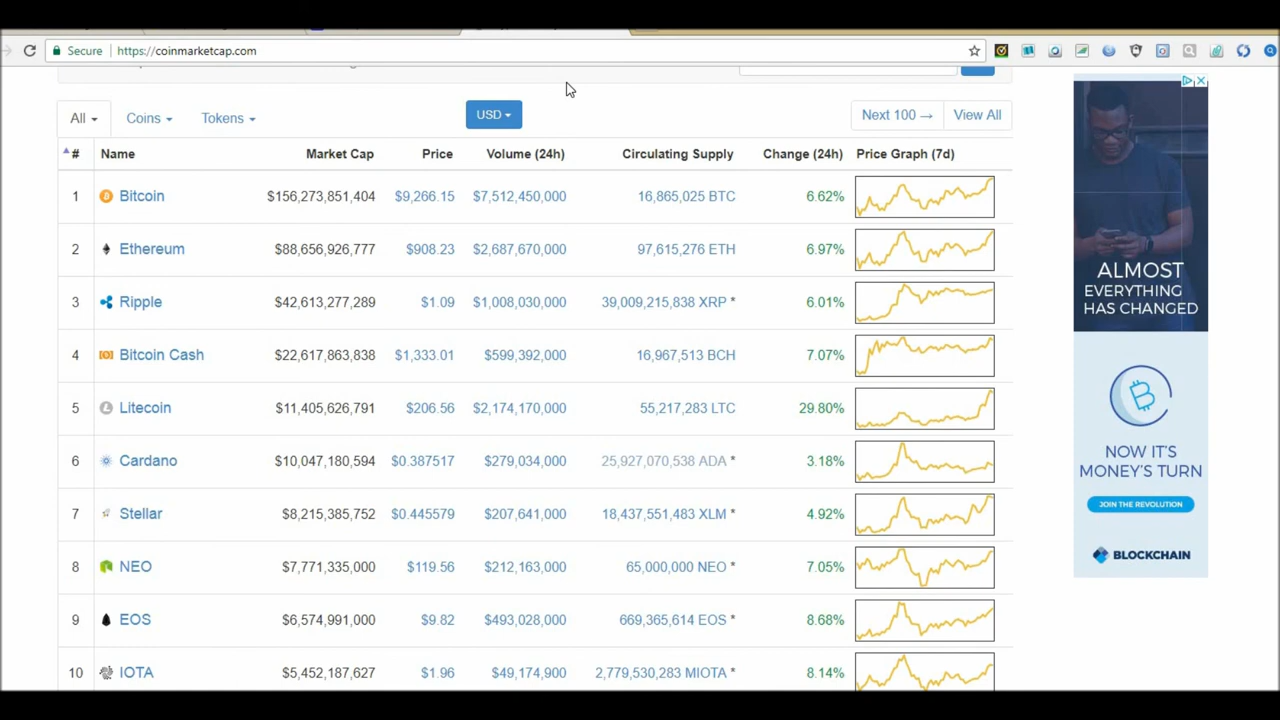 Secure https://coinmarketcap.com
All Coins Tokens USD Next 100 → View All
# Name Market Cap Price Volume (24h) Circulating Supply Change (24h) Price Graph (7d)
1 Bitcoin $156,273,851,404 $9,266.15 $7,512,450,000 16,865,025 BTC 6.62%
2 Ethereum $88,656,926,777 $908.23 $2,687,670,000 97,615,276 ETH 6.97%
3 Ripple $42,613,277,289 $1.09 $1,008,030,000 39,009,215,838 XRP * 6.01%
4 Bitcoin Cash $22,617,863,838 $1,333.01 $599,392,000 16,967,513 BCH 7.07%
5 Litecoin $11,405,626,791 $206.56 $2,174,170,000 55,217,283 LTC 29.80%
6 Cardano $10,047,180,594 $0.387517 $279,034,000 25,927,070,538 ADA * 3.18%
7 Stellar $8,215,385,752 $0.445579 $207,641,000 18,437,551,483 XLM * 4.92%
8 NEO $7,771,335,000 $119.56 $212,163,000 65,000,000 NEO * 7.05%
9 EOS $6,574,991,000 $9.82 $493,028,000 669,365,614 EOS * 8.68%
10 IOTA $5,452,187,627 $1.96 $49,174,900 2,779,530,283 MIOTA * 8.14%
ALMOST
EVERYTHING
HAS CHANGED
NOW IT'S
MONEY'S TURN
JOIN THE REVOLUTION
BLOCKCHAIN